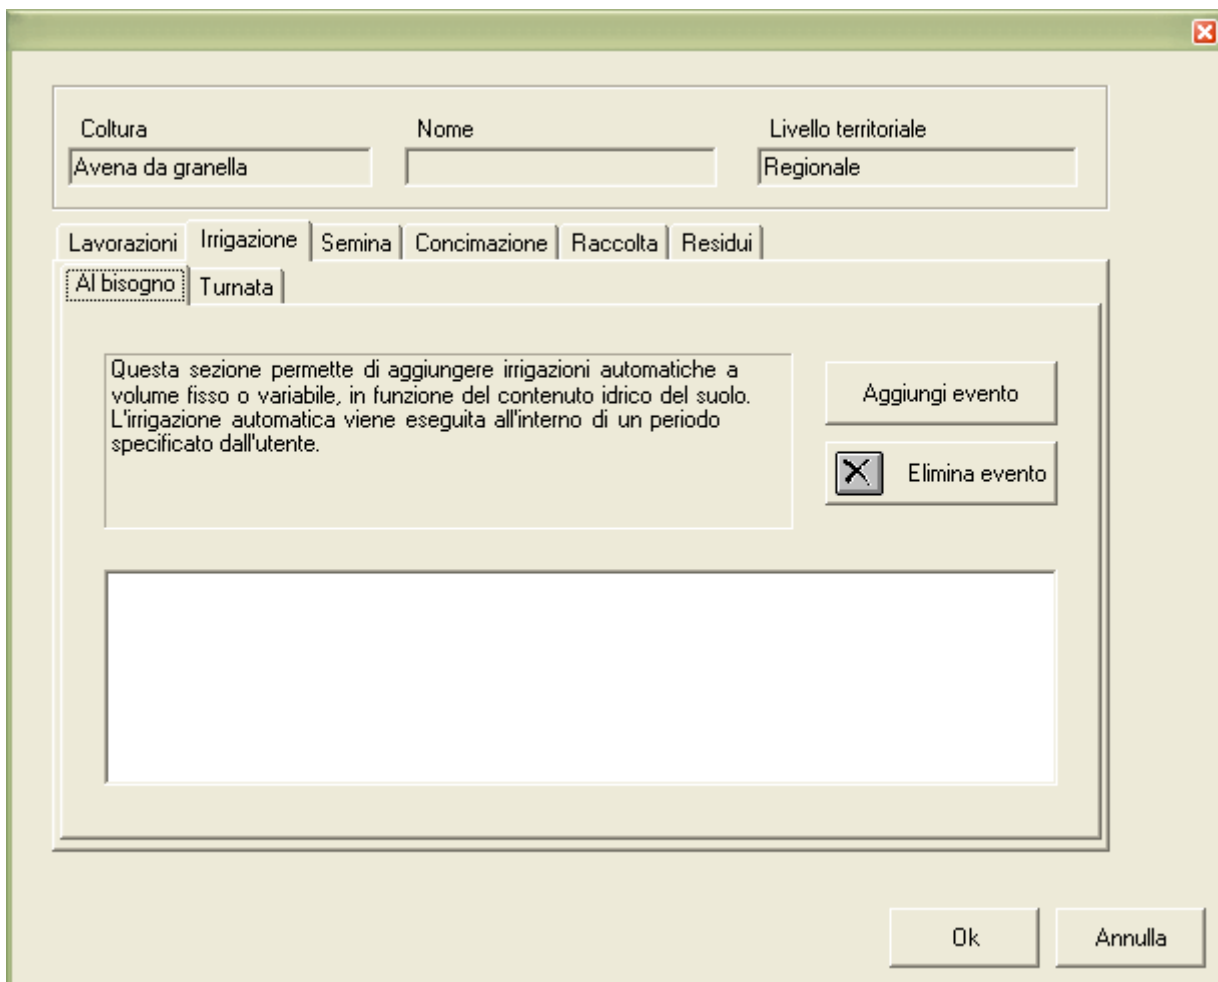 Coltura Nome Livello territoriale
Avena da granella Regionale
Lavorazioni Irrigazione Semina Concimazione Raccolta Residui
Al bisogno Turnata
Questa sezione permette di aggiungere irrigazioni automatiche a
volume fisso o variabile, in funzione del contenuto idrico del suolo.
L'irrigazione automatica viene eseguita all'interno di un periodo
specificato dall'utente.
Aggiungi evento
Elimina evento
Ok Annulla